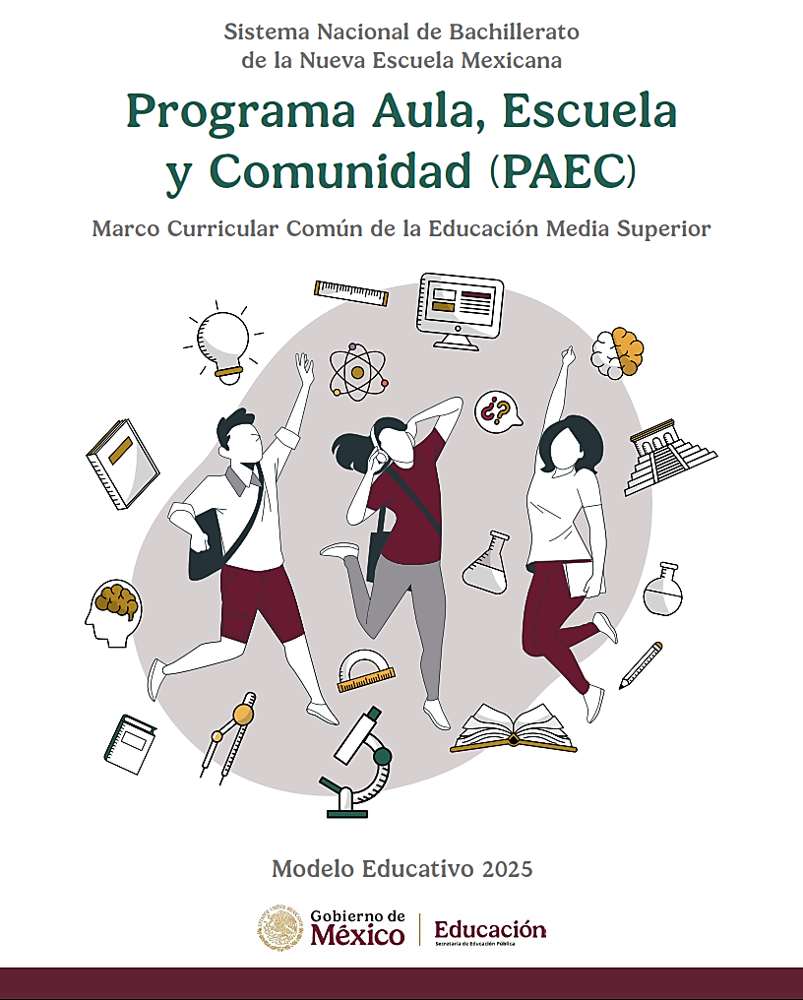 Sistema Nacional de Bachillerato
de la Nueva Escuela Mexicana
Programa Aula, Escuela
y Comunidad (PAEC)
Marco Curricular Común de la Educación Media Superior
¿?
Modelo Educativo 2025
Gobierno de
México
Educación
Secretaría de Educación Pública